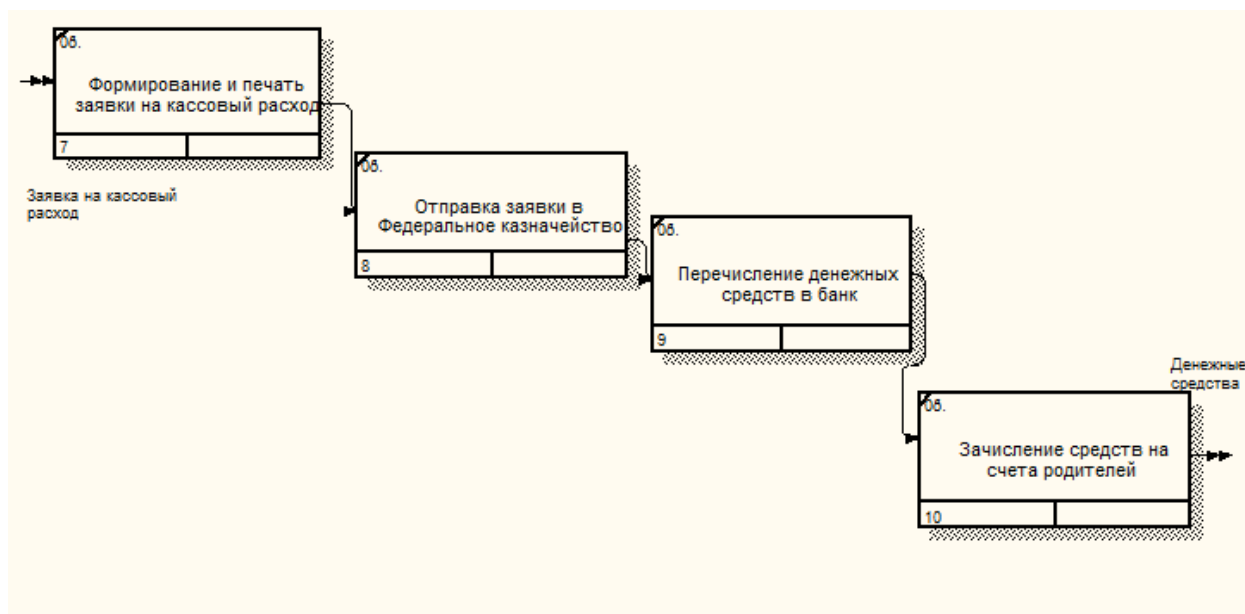 0б.
Формирование и печать
заявки на кассовый расход
7
Заявка на кассовый
расход
0б.
Отправка заявки в
Федеральное казначейство
8
0б.
Перечисление денежных
средств в банк
9
Денежные
средства
0б.
Зачисление средств на
счета родителей
10